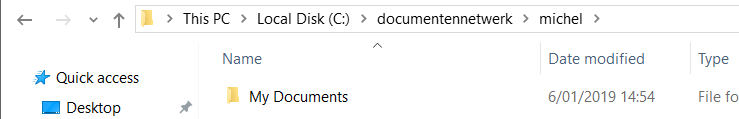 This PC > Local Disk (C:) > documentennetwerk > michel >
Quick access
Desktop
Name Date modified Type
My Documents 6/01/2019 14:54 File fo